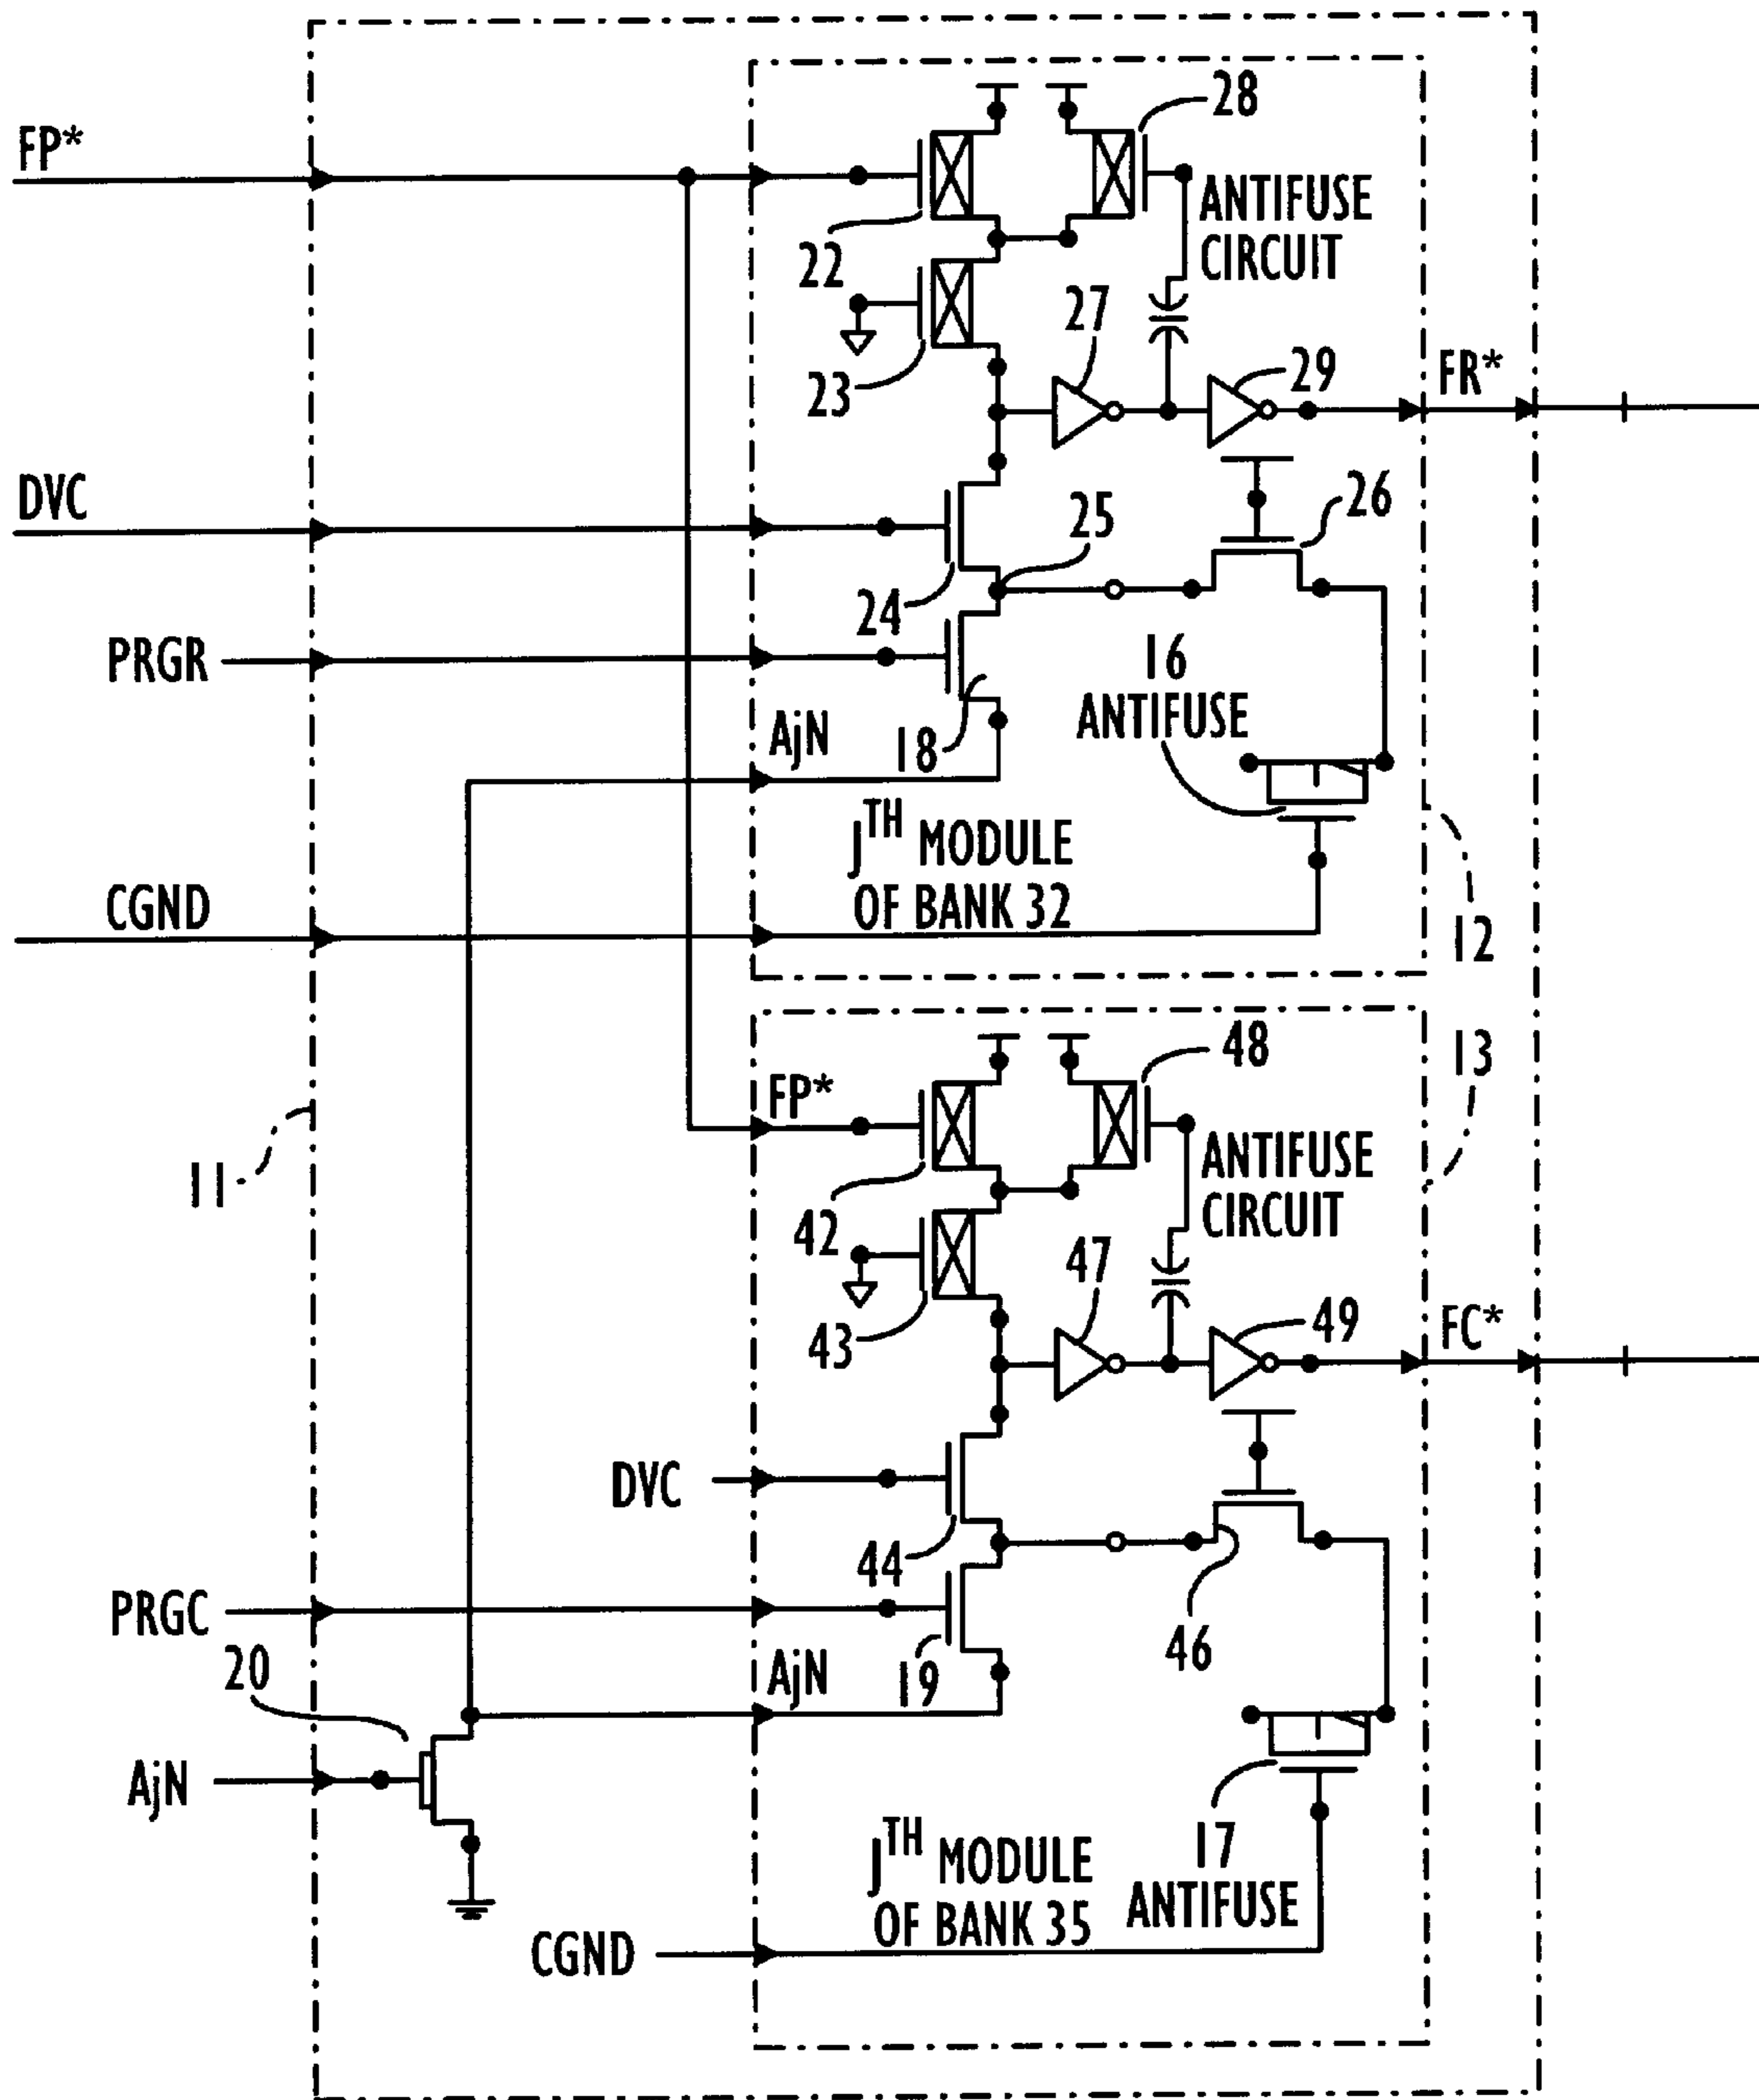 28
FP*
ANTIFUSE
CIRCUIT
22
27
23
29
FR*
DVC
25
26
24
PRGR
16
ANTIFUSE
AjN
18
JTH MODULE
OF BANK 32
CGND
12
48
13
FP*
ANTIFUSE
CIRCUIT
11
42
47
43
49
FC*
DVC
44
PRGC
46
20
AjN
19
AjN
JTH MODULE
OF BANK 35
17
ANTIFUSE
CGND